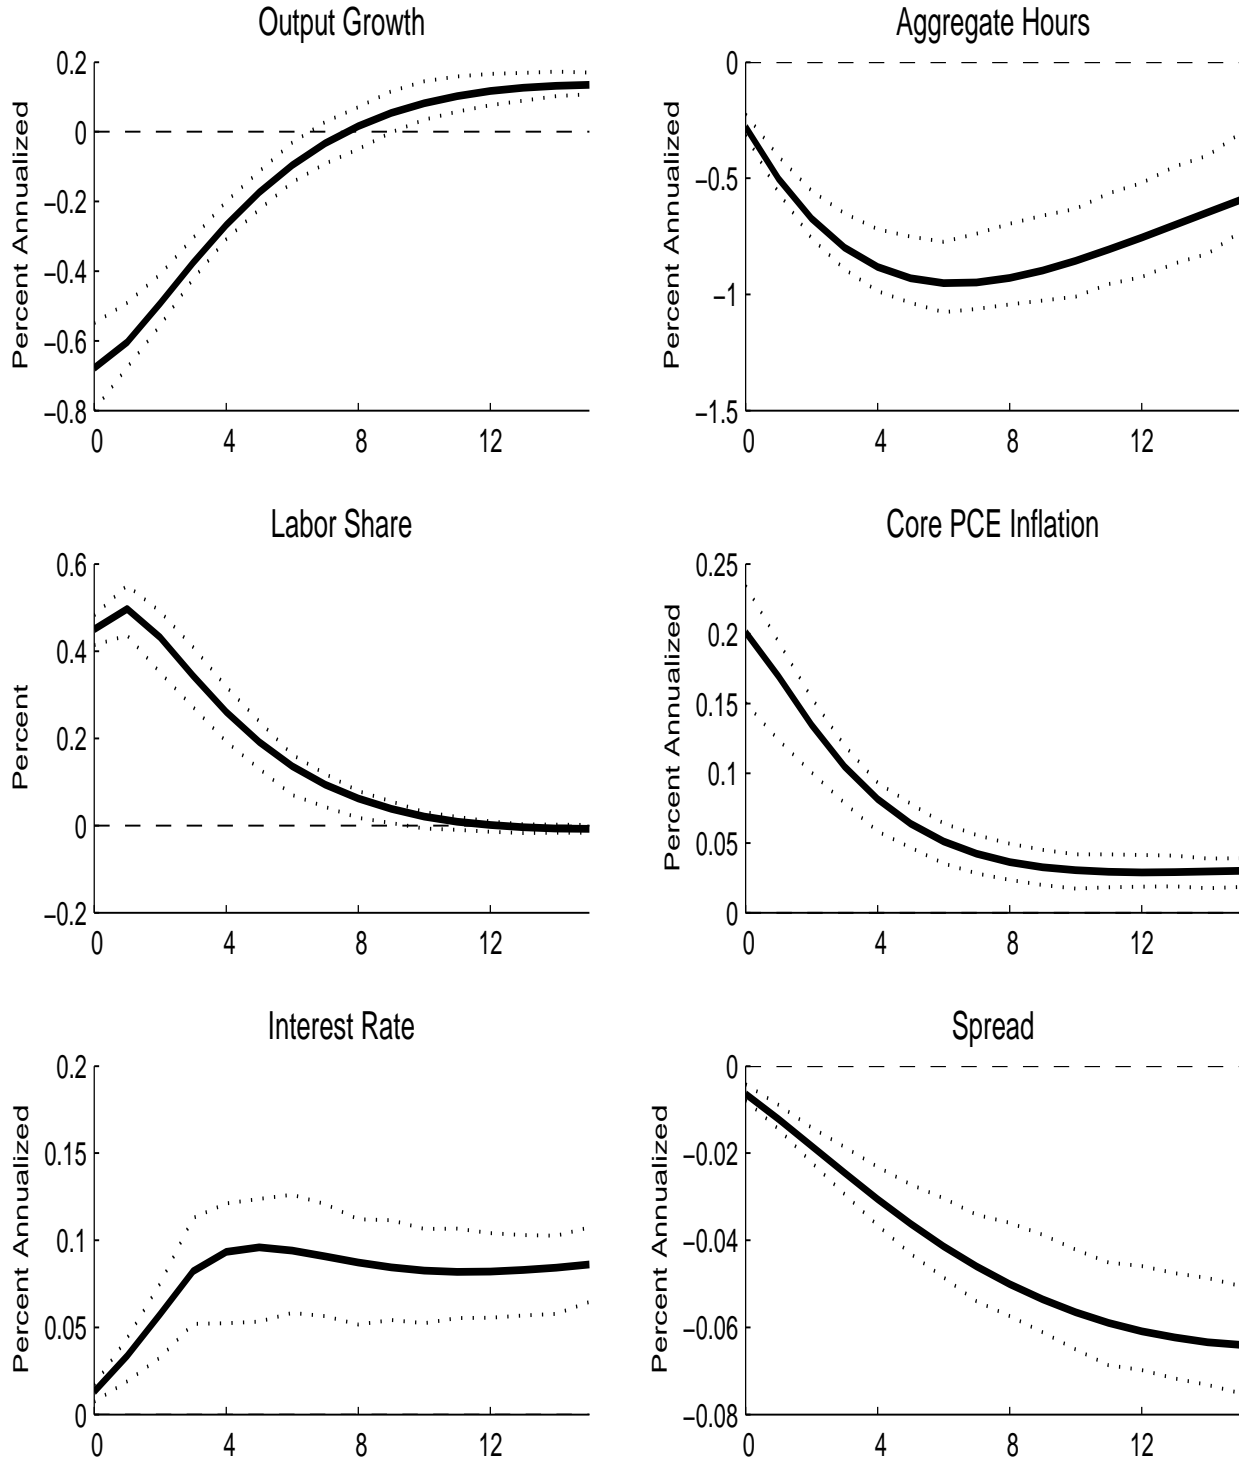 Output Growth
Percent Annualized
0.2
0
−0.2
−0.4
−0.6
−0.8
0 4 8 12
Aggregate Hours
Percent Annualized
0
−0.5
−1
−1.5
0 4 8 12
Labor Share
Percent
0.6
0.4
0.2
0
−0.2
0 4 8 12
Core PCE Inflation
Percent Annualized
0.25
0.2
0.15
0.1
0.05
0
0 4 8 12
Interest Rate
Percent Annualized
0.2
0.15
0.1
0.05
0
0 4 8 12
Spread
Percent Annualized
0
−0.02
−0.04
−0.06
−0.08
0 4 8 12